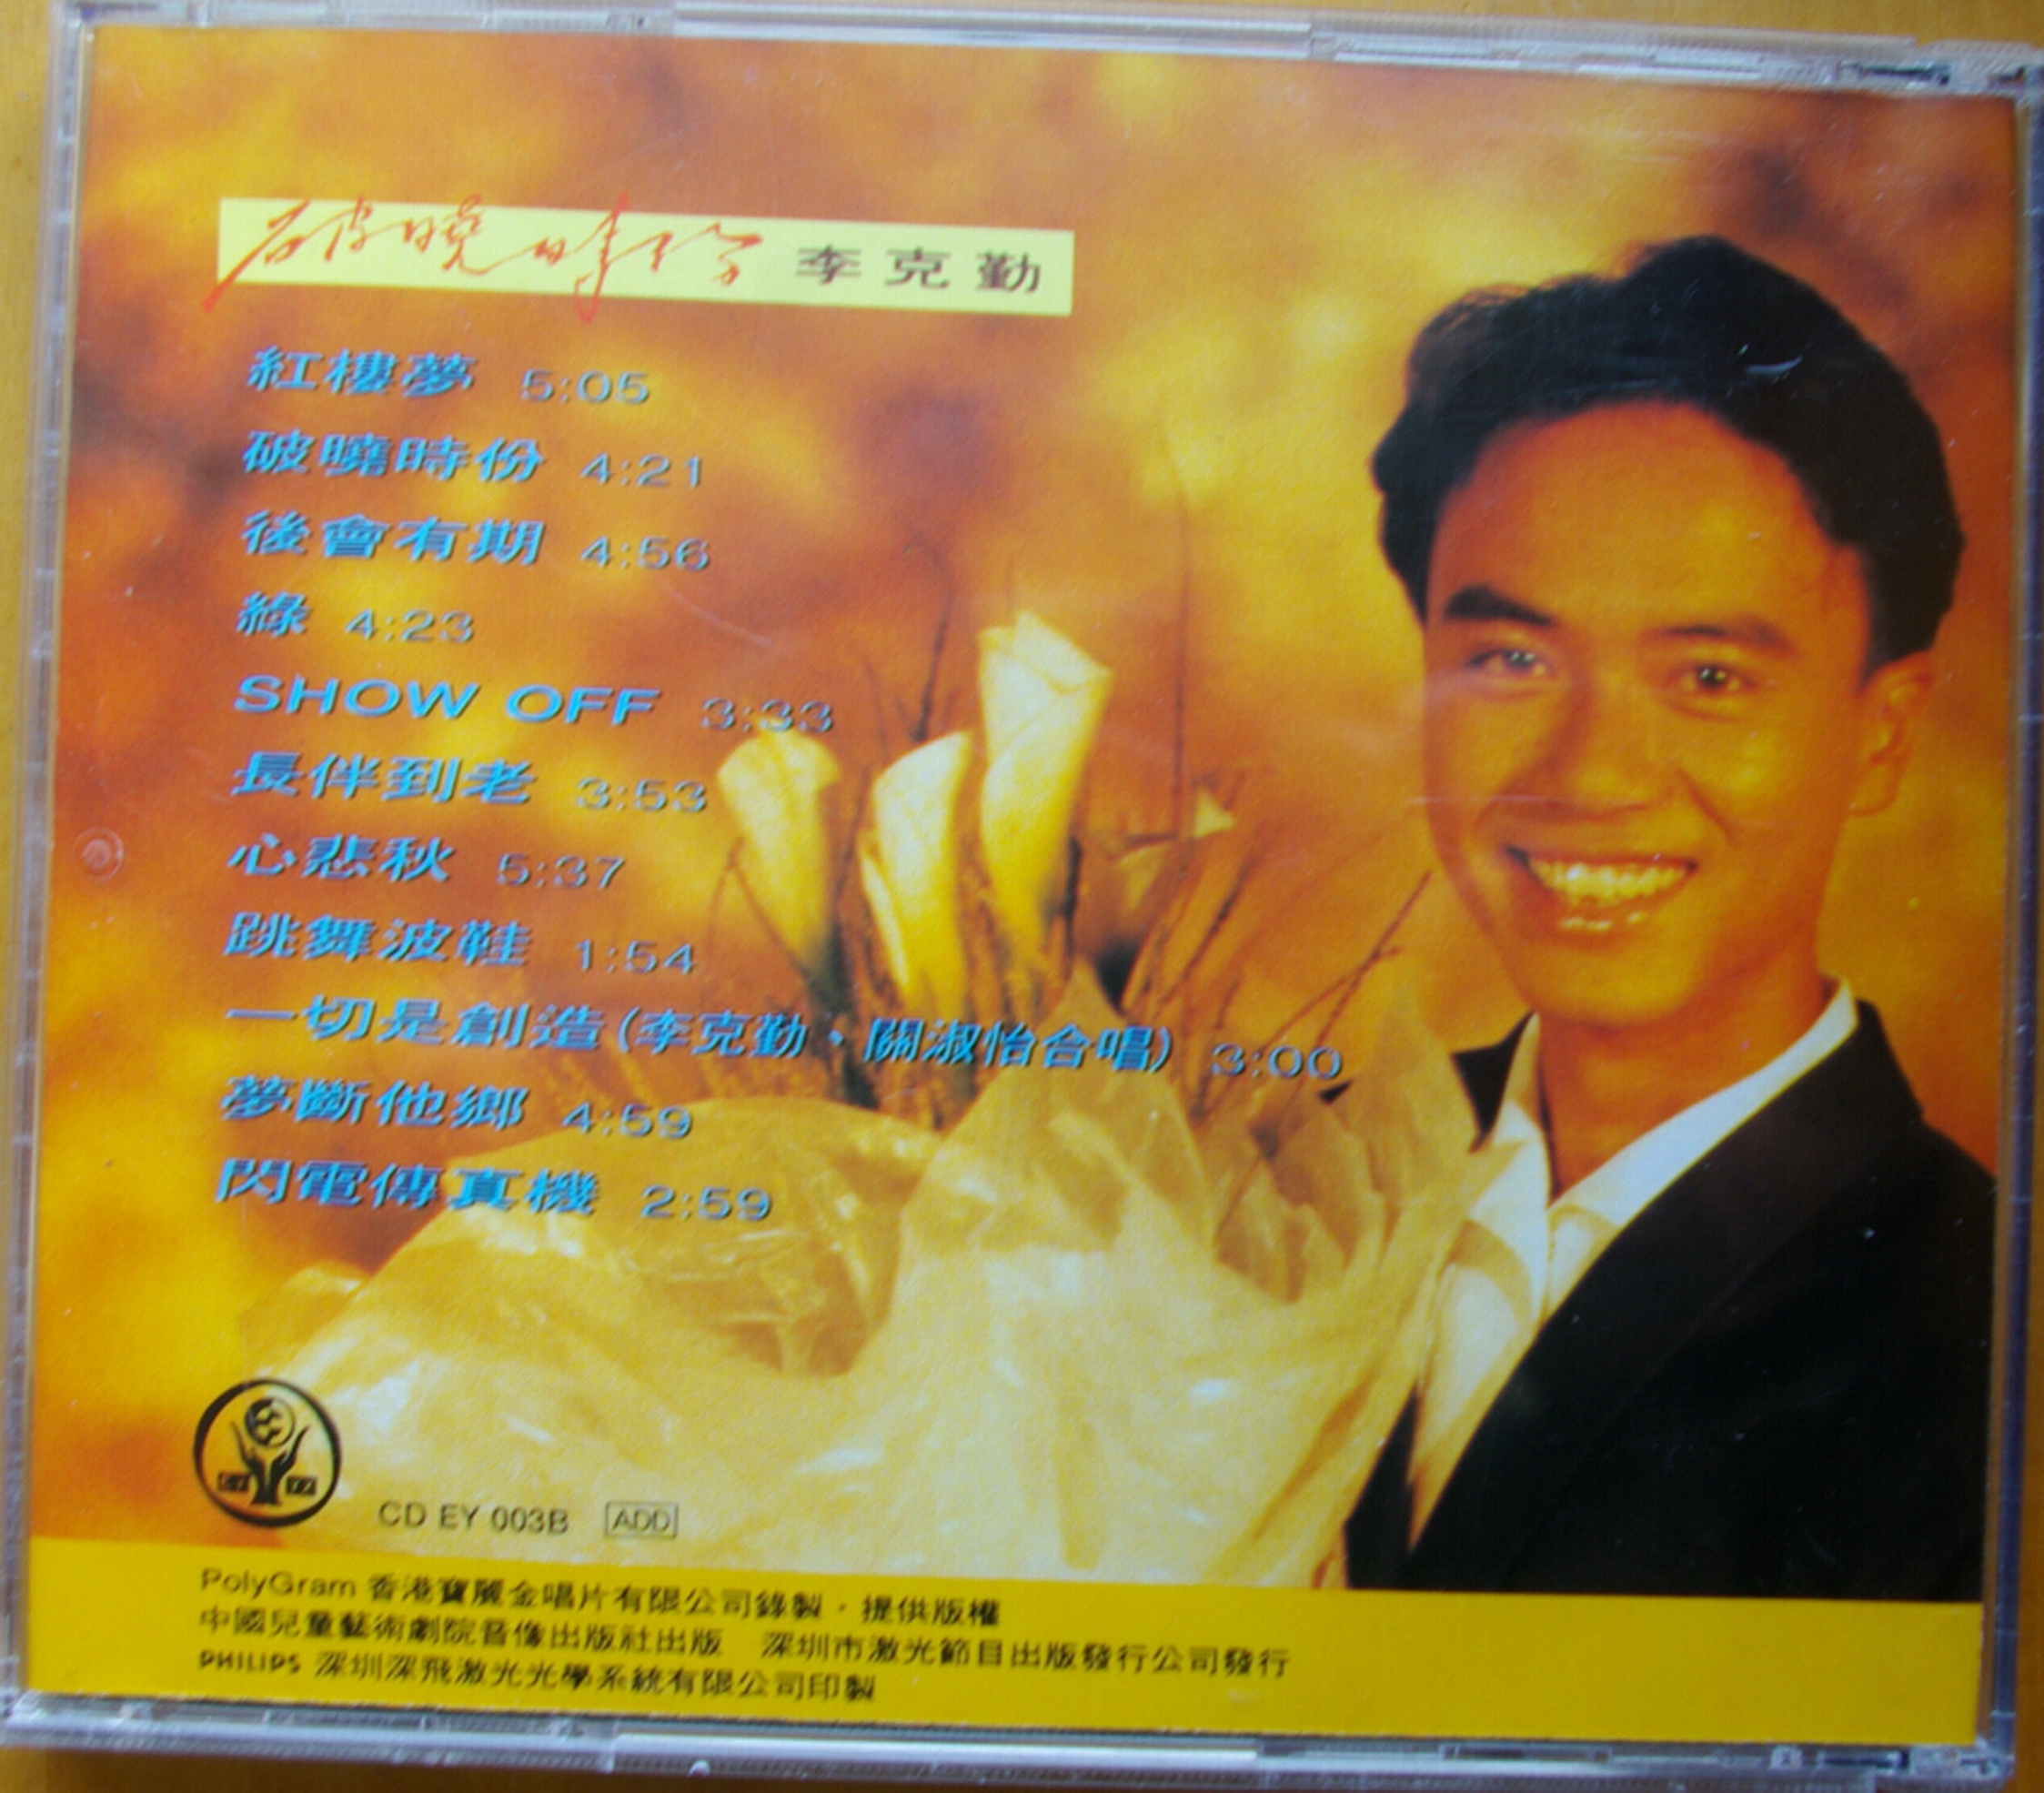 破曉時份 李克勤
紅樓夢 5:05
破曉時份 4:21
後會有期 4:56
綠 4:23
SHOW OFF 3:33
長伴到老 3:53
心悲秋 5:37
跳舞波鞋 1:54
一切是創造(李克勤、關淑怡合唱) 3:00
夢斷他鄉 4:59
閃電傳真機 2:59
CD EY 003B ADD
PolyGram 香港寶麗金唱片有限公司錄製，提供版權
中國兒童藝術劇院音像出版社出版 深圳市激光節目出版發行公司發行
PHILIPS 深圳深飛激光光學系統有限公司印製